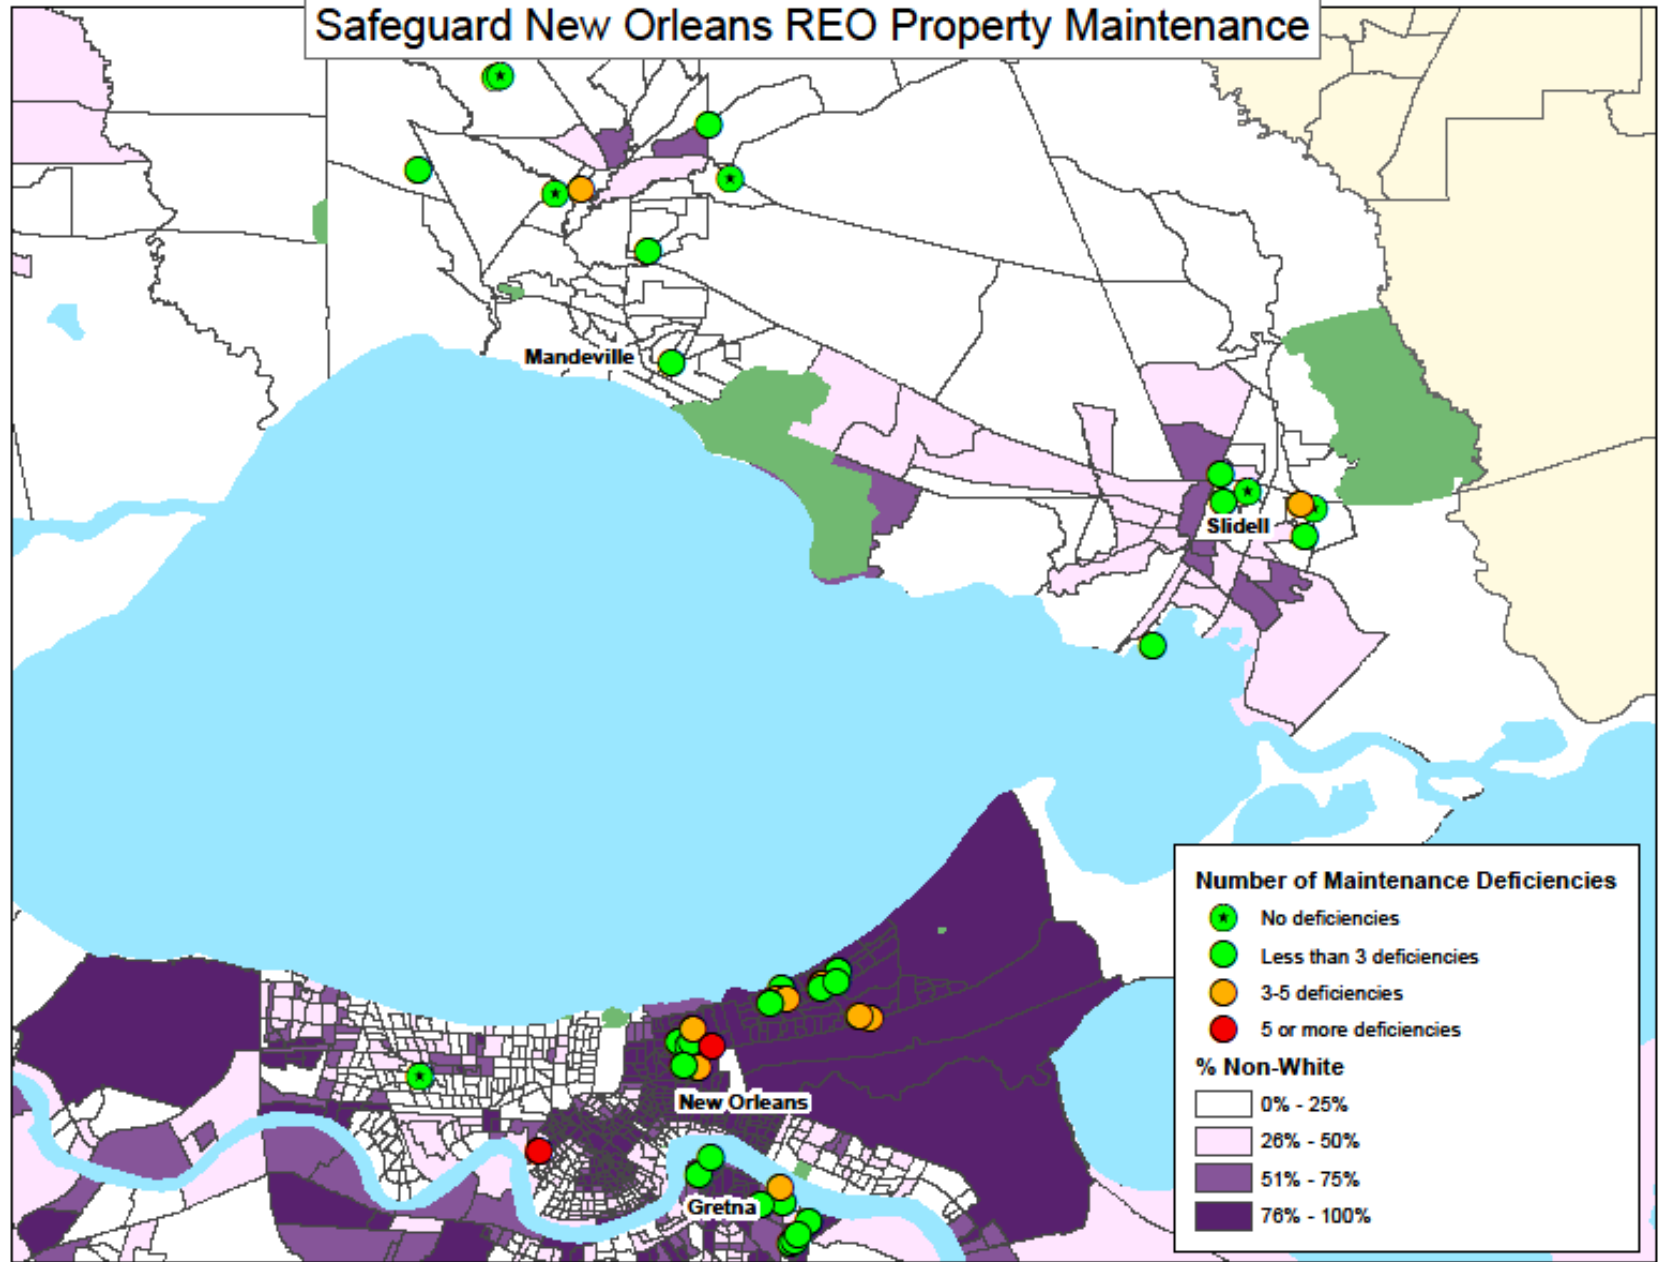 Safeguard New Orleans REO Property Maintenance
Mandeville
Slidell
New Orleans
Gretna
Number of Maintenance Deficiencies
No deficiencies
Less than 3 deficiencies
3-5 deficiencies
5 or more deficiencies
% Non-White
0% - 25%
26% - 50%
51% - 75%
76% - 100%